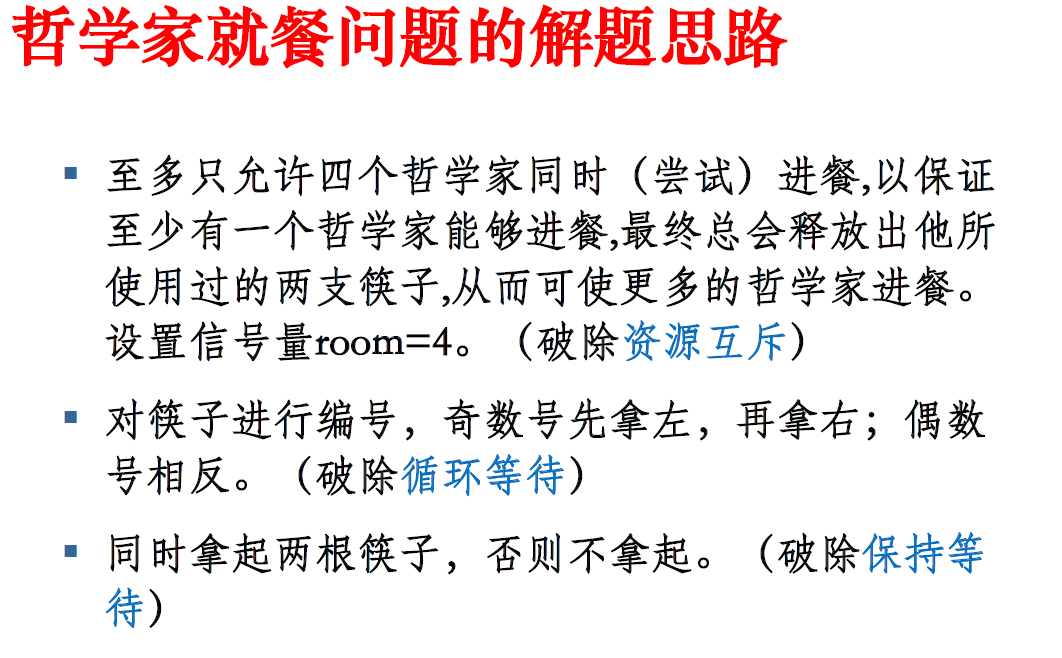 哲学家就餐问题的解题思路
▪ 至多只允许四个哲学家同时（尝试）进餐,以保证
至少有一个哲学家能够进餐,最终总会释放出他所
使用过的两支筷子,从而可使更多的哲学家进餐。
设置信号量room=4。（破除资源互斥）
▪ 对筷子进行编号，奇数号先拿左，再拿右；偶数
号相反。（破除循环等待）
▪ 同时拿起两根筷子，否则不拿起。（破除保持等
待）